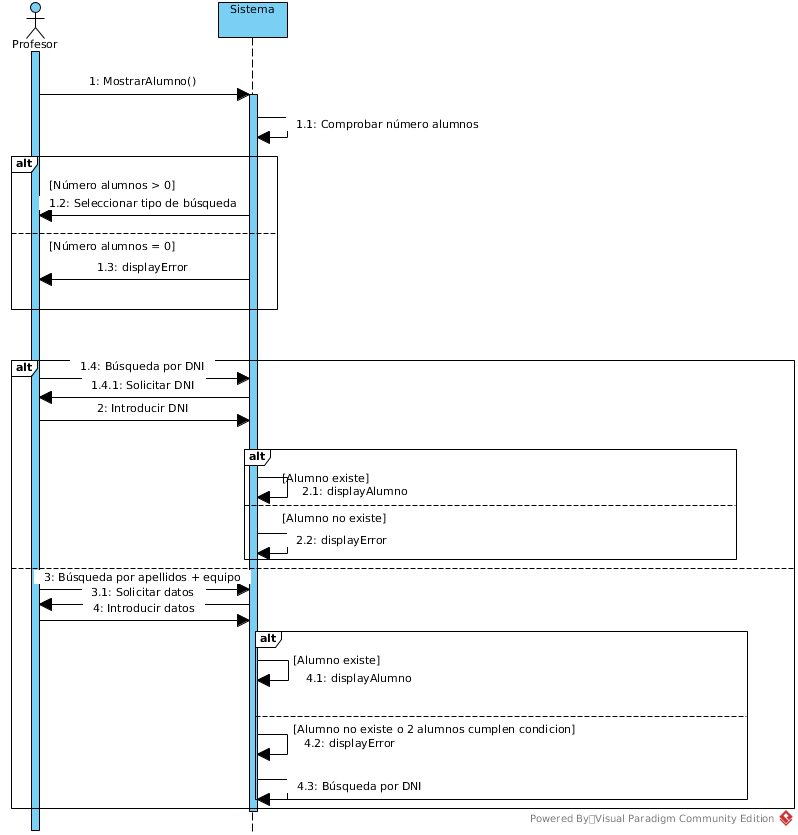 Sistema
Profesor
1: MostrarAlumno()
1.1: Comprobar número alumnos
alt
[Número alumnos > 0]
1.2: Seleccionar tipo de búsqueda
[Número alumnos = 0]
1.3: displayError
alt
1.4: Búsqueda por DNI
1.4.1: Solicitar DNI
2: Introducir DNI
alt
[Alumno existe]
2.1: displayAlumno
[Alumno no existe]
2.2: displayError
3: Búsqueda por apellidos + equipo
3.1: Solicitar datos
4: Introducir datos
alt
[Alumno existe]
4.1: displayAlumno
[Alumno no existe o 2 alumnos cumplen condicion]
4.2: displayError
4.3: Búsqueda por DNI
Powered By Visual Paradigm Community Edition